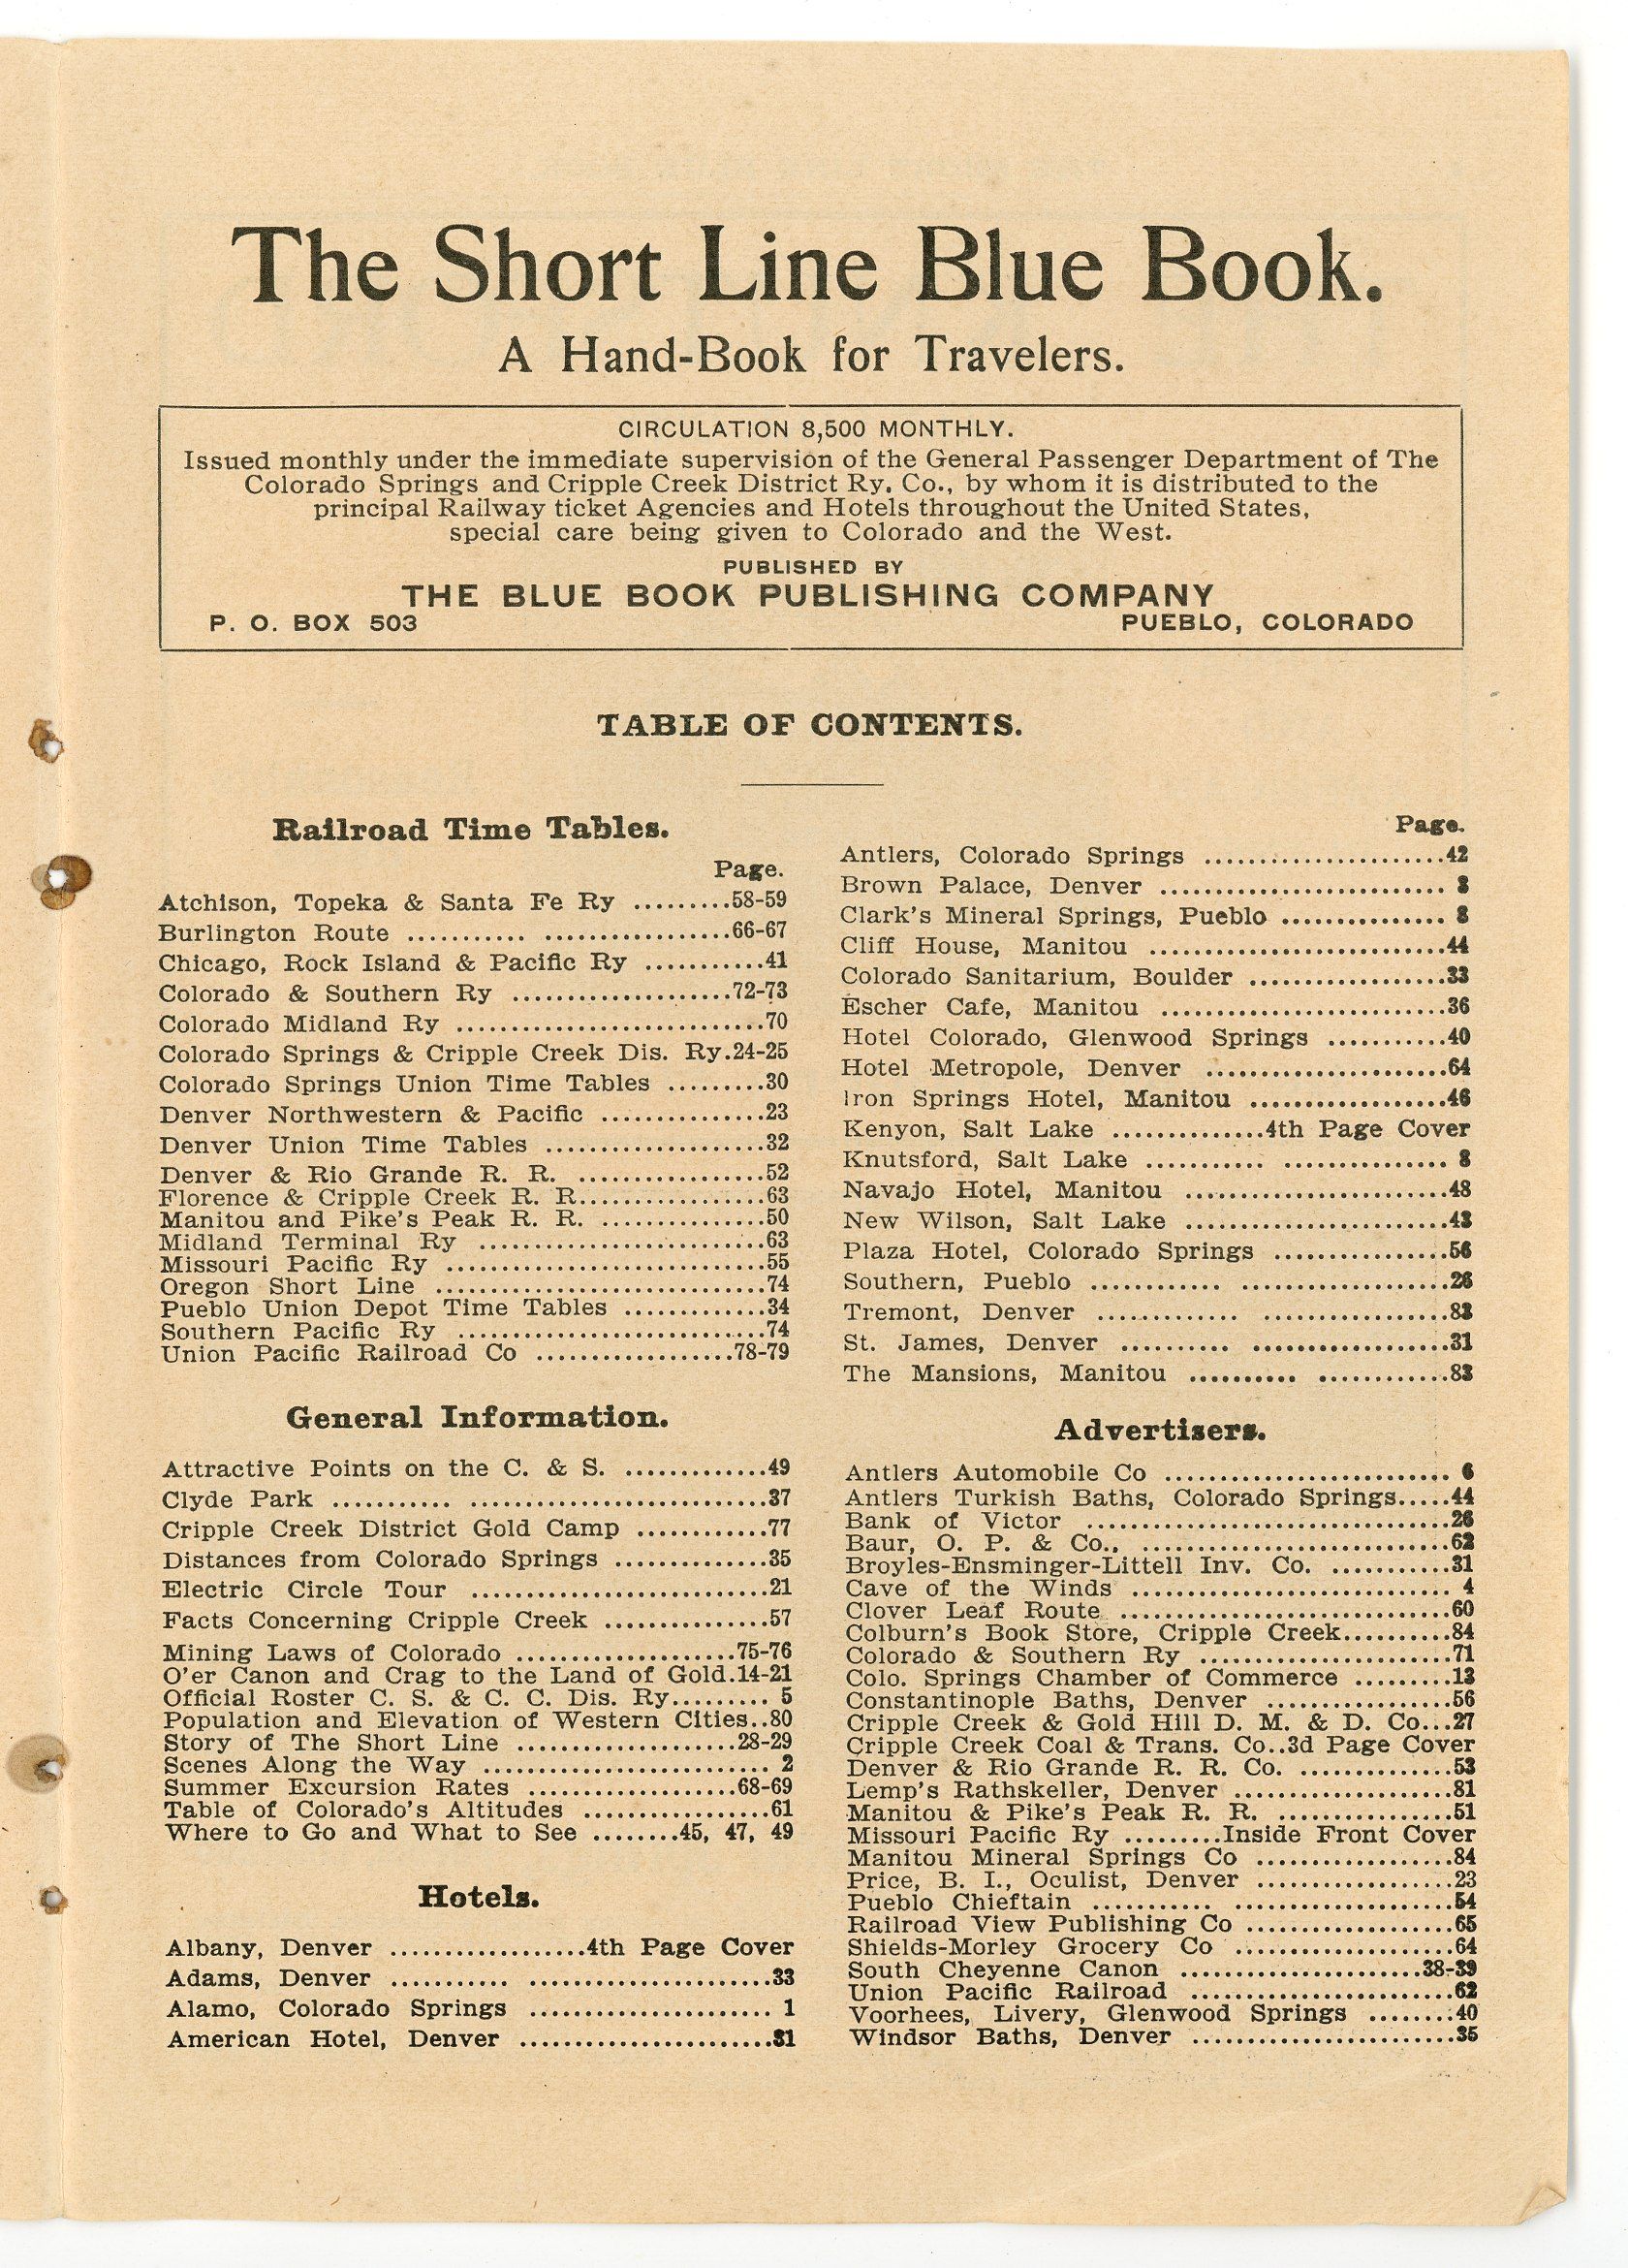 The Short Line Blue Book.
A Hand-Book for Travelers.
CIRCULATION 8,500 MONTHLY.
Issued monthly under the immediate supervision of the General Passenger Department of The
Colorado Springs and Cripple Creek District Ry. Co., by whom it is distributed to the
principal Railway ticket Agencies and Hotels throughout the United States,
special care being given to Colorado and the West.
PUBLISHED BY
THE BLUE BOOK PUBLISHING COMPANY
P. O. BOX 503 PUEBLO, COLORADO
TABLE OF CONTENTS.
Railroad Time Tables.
Page.
Atchison, Topeka & Santa Fe Ry .........58-59
Burlington Route ........... .................66-67
Chicago, Rock Island & Pacific Ry ...........41
Colorado & Southern Ry ....................72-73
Colorado Midland Ry ............................70
Colorado Springs & Cripple Creek Dis. Ry.24-25
Colorado Springs Union Time Tables .........30
Denver Northwestern & Pacific ...............23
Denver Union Time Tables ....................32
Denver & Rio Grande R. R. .................52
Florence & Cripple Creek R. R.................63
Manitou and Pike's Peak R. R. ...............50
Midland Terminal Ry ..........................63
Missouri Pacific Ry .............................55
Oregon Short Line ..............................74
Pueblo Union Depot Time Tables .............34
Southern Pacific Ry ............................74
Union Pacific Railroad Co ..................78-79
General Information.
Attractive Points on the C. & S. .............49
Clyde Park ........... ...........................37
Cripple Creek District Gold Camp ............77
Distances from Colorado Springs ..............35
Electric Circle Tour ...........................21
Facts Concerning Cripple Creek ...............57
Mining Laws of Colorado ....................75-76
O'er Canon and Crag to the Land of Gold.14-21
Official Roster C. S. & C. C. Dis. Ry......... 5
Population and Elevation of Western Cities..80
Story of The Short Line ....................28-29
Scenes Along the Way ............................ 2
Summer Excursion Rates ...................68-69
Table of Colorado's Altitudes .................61
Where to Go and What to See ........45, 47, 49
Hotels.
Albany, Denver ..................4th Page Cover
Adams, Denver ........... ......................33
Alamo, Colorado Springs ...................... 1
American Hotel, Denver .......................31
Page.
Antlers, Colorado Springs ......................42
Brown Palace, Denver .......................... 3
Clark's Mineral Springs, Pueblo ............... 8
Cliff House, Manitou ...........................44
Colorado Sanitarium, Boulder ..................33
Escher Cafe, Manitou ..........................36
Hotel Colorado, Glenwood Springs ...........40
Hotel Metropole, Denver ......................64
Iron Springs Hotel, Manitou ..................46
Kenyon, Salt Lake ..............4th Page Cover
Knutsford, Salt Lake ........... ............... 8
Navajo Hotel, Manitou ........................48
New Wilson, Salt Lake ........................43
Plaza Hotel, Colorado Springs ................56
Southern, Pueblo ............ ...................26
Tremont, Denver ............. .................83
St. James, Denver .......... ..................31
The Mansions, Manitou .......... ............83
Advertisers.
Antlers Automobile Co .......................... 6
Antlers Turkish Baths, Colorado Springs.....44
Bank of Victor .................................26
Baur, O. P. & Co., ............................62
Broyles-Ensminger-Littell Inv. Co. ...........31
Cave of the Winds ............................. 4
Clover Leaf Route ..............................60
Colburn's Book Store, Cripple Creek..........84
Colorado & Southern Ry .......................71
Colo. Springs Chamber of Commerce .........13
Constantinople Baths, Denver .................56
Cripple Creek & Gold Hill D. M. & D. Co...27
Cripple Creek Coal & Trans. Co..3d Page Cover
Denver & Rio Grande R. R. Co. ..............53
Lemp's Rathskeller, Denver ....................81
Manitou & Pike's Peak R. R. ................51
Missouri Pacific Ry .........Inside Front Cover
Manitou Mineral Springs Co ..................84
Price, B. I., Oculist, Denver ..................23
Pueblo Chieftain ........... ....................54
Railroad View Publishing Co ...................65
Shields-Morley Grocery Co ....................64
South Cheyenne Canon .......................38-39
Union Pacific Railroad .........................62
Voorhees, Livery, Glenwood Springs ........40
Windsor Baths, Denver ........................35